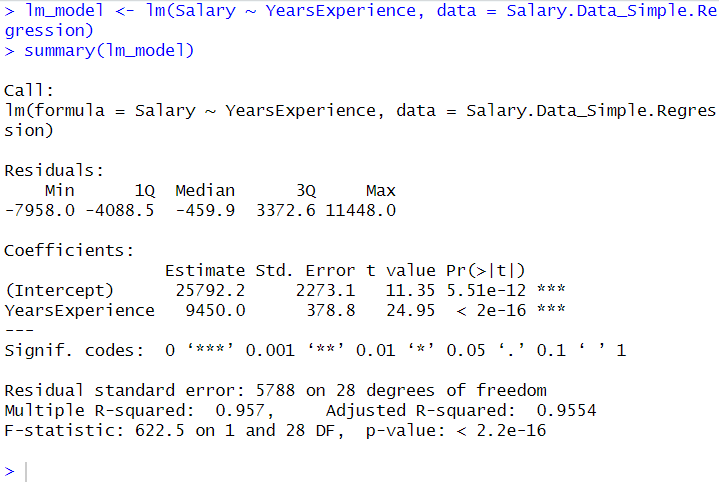 > lm_model <- lm(Salary ~ YearsExperience, data = Salary.Data_Simple.Re
gression)
> summary(lm_model)
Call:
lm(formula = Salary ~ YearsExperience, data = Salary.Data_Simple.Regres
sion)
Residuals:
    Min      1Q  Median      3Q     Max
-7958.0 -4088.5  -459.9  3372.6 11448.0
Coefficients:
                Estimate Std. Error t value Pr(>|t|)
(Intercept)      25792.2     2273.1   11.35 5.51e-12 ***
YearsExperience   9450.0      378.8   24.95  < 2e-16 ***
---
Signif. codes:  0 ‘***’ 0.001 ‘**’ 0.01 ‘*’ 0.05 ‘.’ 0.1 ‘ ’ 1
Residual standard error: 5788 on 28 degrees of freedom
Multiple R-squared:  0.957,     Adjusted R-squared:  0.9554
F-statistic: 622.5 on 1 and 28 DF,  p-value: < 2.2e-16
>